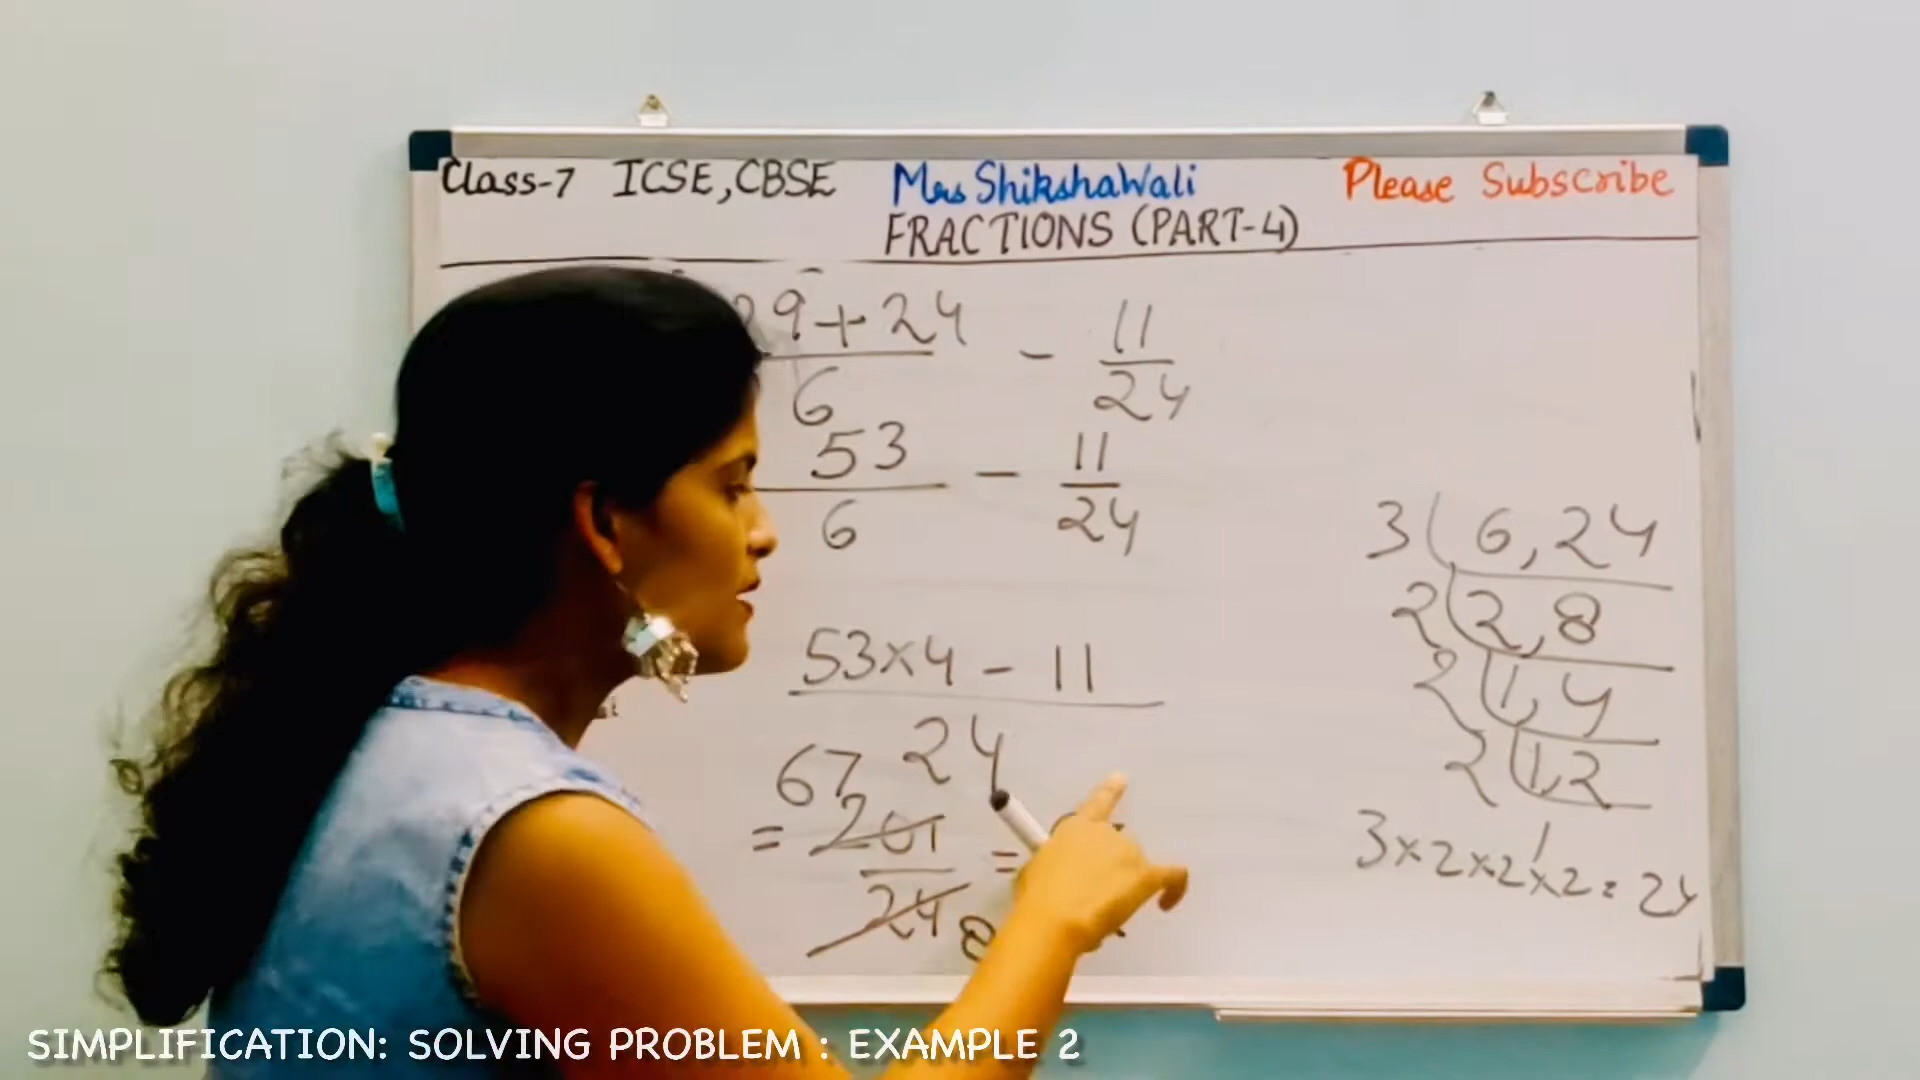 Class-7 ICSE, CBSE Mrs ShikshaWali Please Subscribe
FRACTIONS (PART-4)
29+24 - 11
6 24
53 - 11
6 24
53×4 - 11
24
67
= 201 =
24 8
3 6, 24
2 2, 8
2 1, 4
2 1, 2
1
3×2×2×2=24
SIMPLIFICATION: SOLVING PROBLEM : EXAMPLE 2